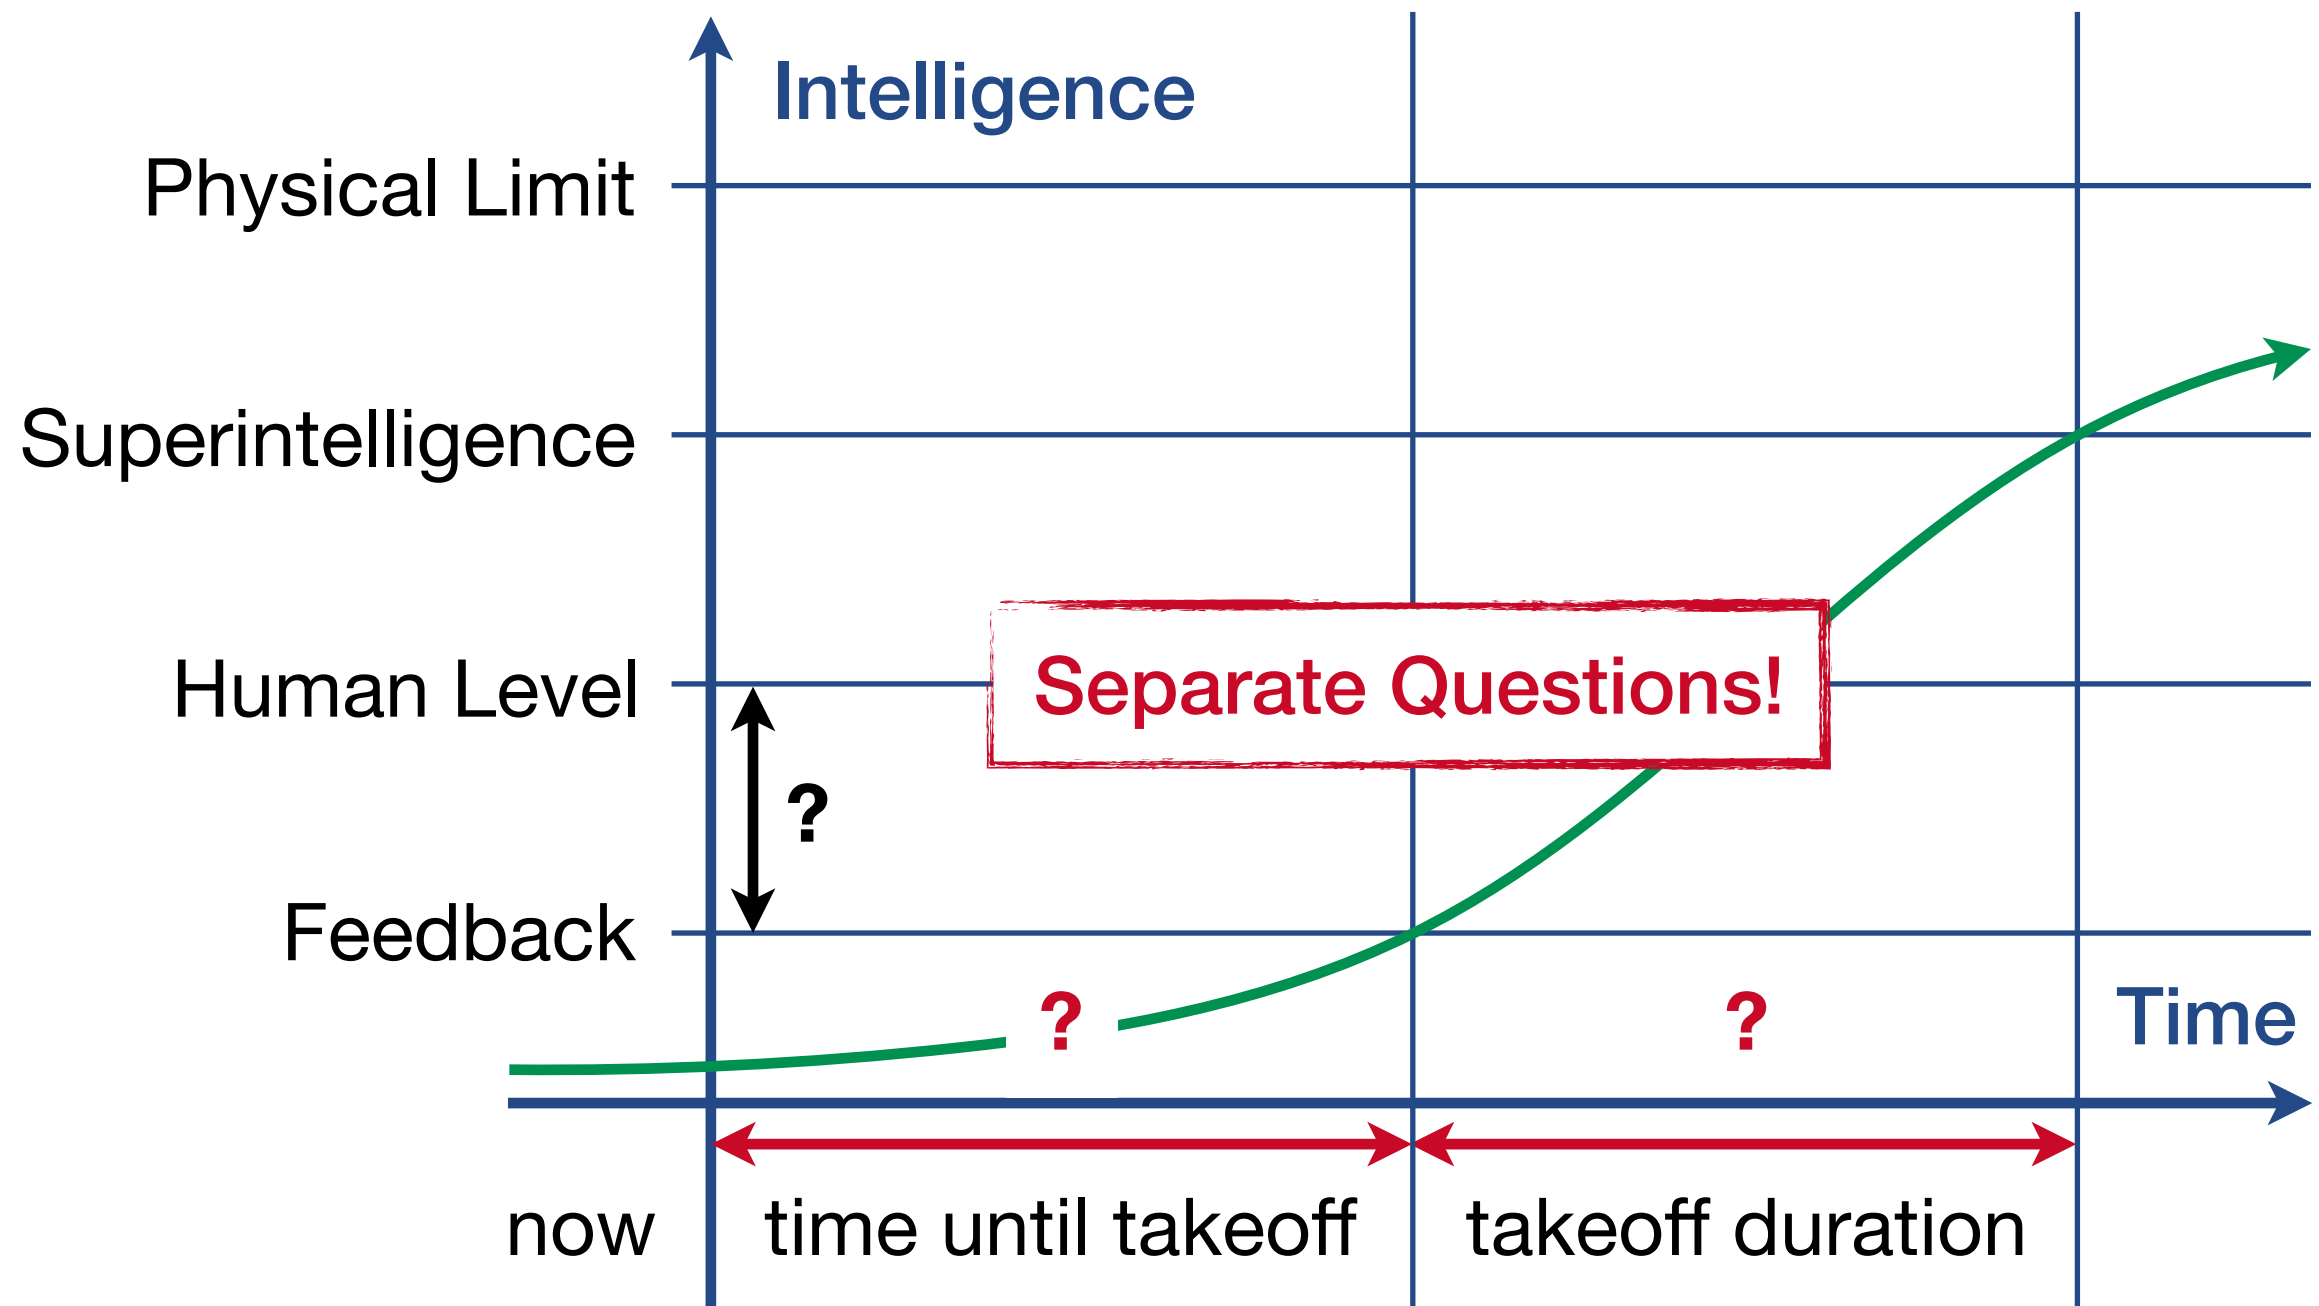 Intelligence
Physical Limit
Superintelligence
Human Level
Separate Questions!
?
Feedback
?
?
Time
now
time until takeoff
takeoff duration